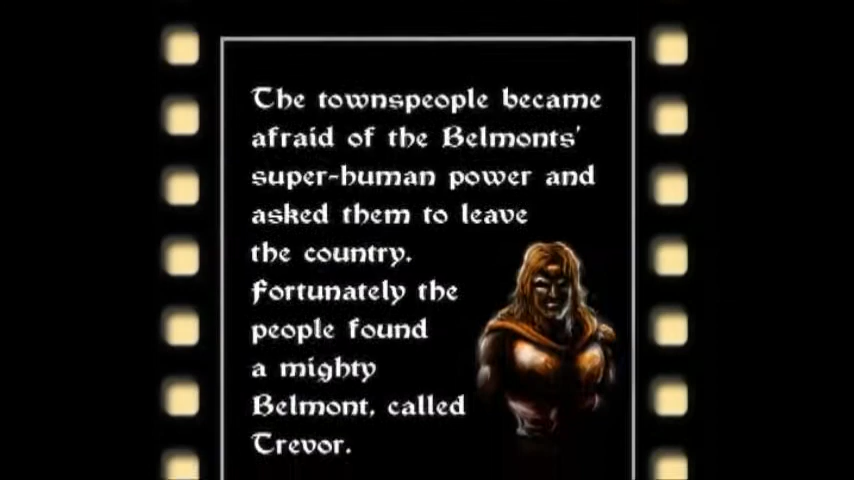 The townspeople became
afraid of the Belmonts'
super-human power and
asked them to leave
the country.
Fortunately the
people found
a mighty
Belmont, called
Trevor.